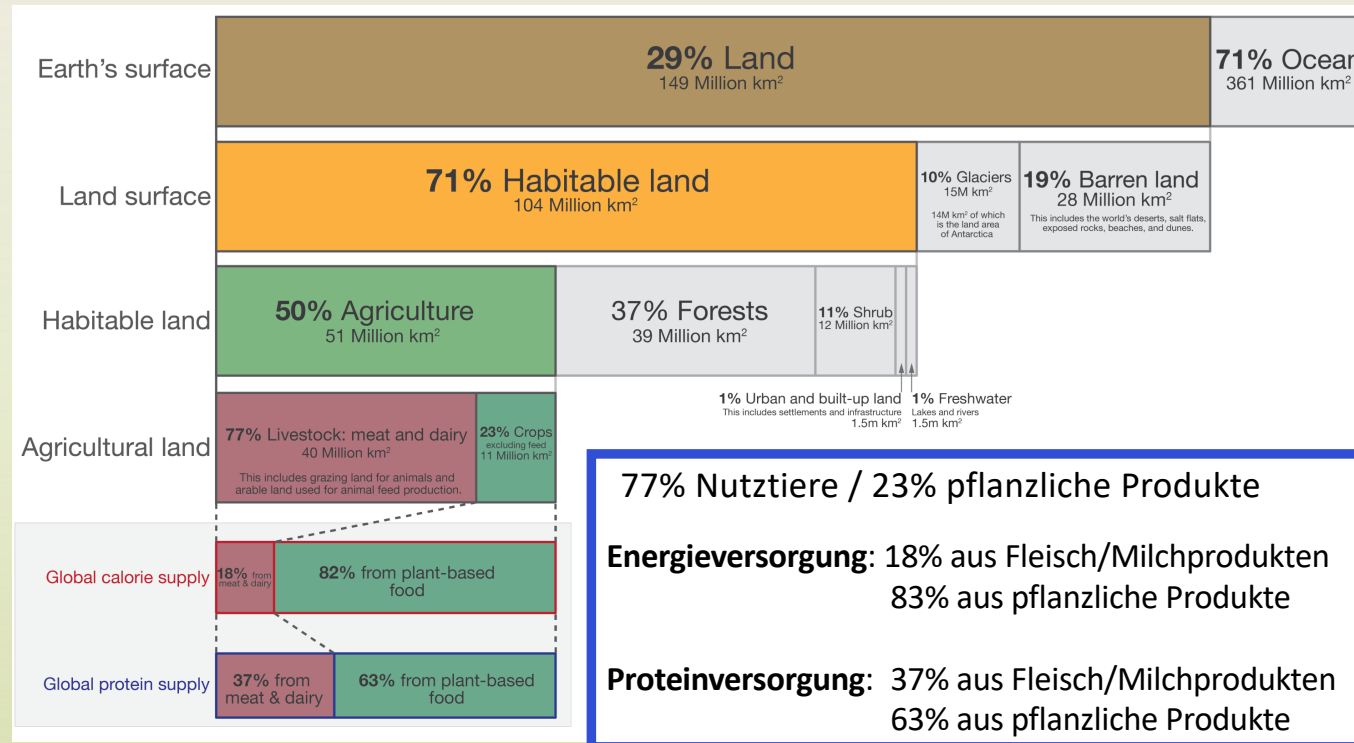 Earth's surface
29% Land
149 Million km²
71% Ocean
361 Million km²
Land surface
71% Habitable land
104 Million km²
10% Glaciers
15M km²
14M km² of which
is the land area
of Antarctica
19% Barren land
28 Million km²
This includes the world's deserts, salt flats,
exposed rocks, beaches, and dunes.
Habitable land
50% Agriculture
51 Million km²
37% Forests
39 Million km²
11% Shrub
12 Million km²
1% Urban and built-up land
This includes settlements and infrastructure
1.5m km²
1% Freshwater
Lakes and rivers
1.5m km²
Agricultural land
77% Livestock: meat and dairy
40 Million km²
This includes grazing land for animals and
arable land used for animal feed production.
23% Crops
excluding feed
11 Million km²
Global calorie supply
18% from
meat & dairy
82% from plant-based
food
Global protein supply
37% from
meat & dairy
63% from plant-based
food
77% Nutztiere / 23% pflanzliche Produkte
Energieversorgung: 18% aus Fleisch/Milchprodukten
83% aus pflanzliche Produkte
Proteinversorgung: 37% aus Fleisch/Milchprodukten
63% aus pflanzliche Produkte